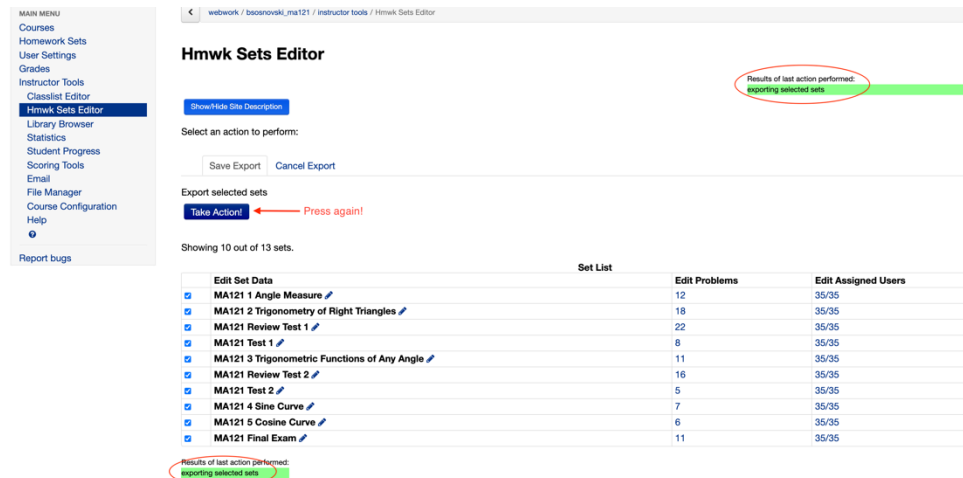 MAIN MENU
Courses
Homework Sets
User Settings
Grades
Instructor Tools
Classlist Editor
Hmwk Sets Editor
Library Browser
Statistics
Student Progress
Scoring Tools
Email
File Manager
Course Configuration
Help
?
Report bugs
webwork / bsosnovski_ma121 / instructor tools / Hmwk Sets Editor
Hmwk Sets Editor
Results of last action performed:
exporting selected sets
Show/Hide Site Description
Select an action to perform:
Save Export Cancel Export
Export selected sets
Take Action! Press again!
Showing 10 out of 13 sets.
Set List
Edit Set Data Edit Problems Edit Assigned Users
MA121 1 Angle Measure 12 35/35
MA121 2 Trigonometry of Right Triangles 18 35/35
MA121 Review Test 1 22 35/35
MA121 Test 1 8 35/35
MA121 3 Trigonometric Functions of Any Angle 11 35/35
MA121 Review Test 2 16 35/35
MA121 Test 2 5 35/35
MA121 4 Sine Curve 7 35/35
MA121 5 Cosine Curve 6 35/35
MA121 Final Exam 11 35/35
Results of last action performed:
exporting selected sets